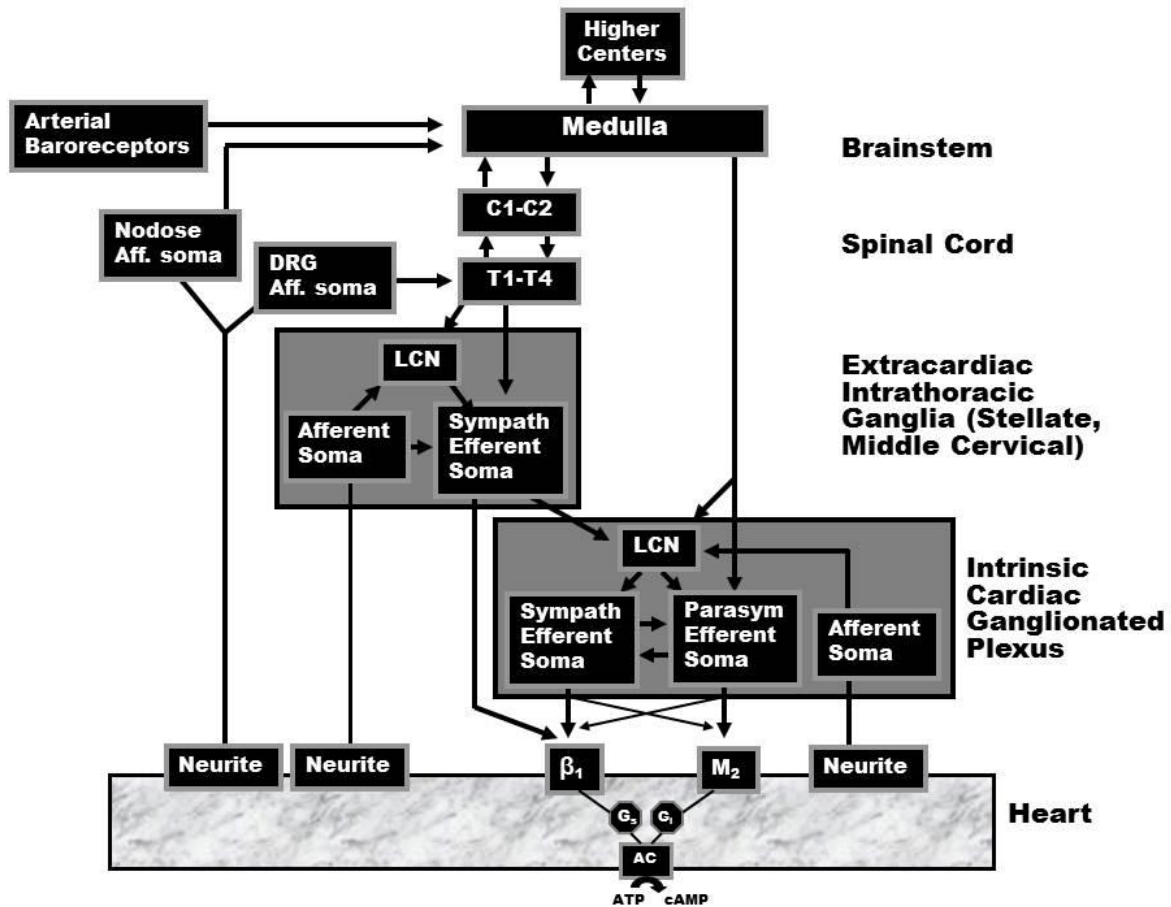 Higher
Centers
Arterial
Baroreceptors
Medulla
Brainstem
C1-C2
Nodose
Aff. soma
Spinal Cord
DRG
Aff. soma
T1-T4
LCN
Extracardiac
Intrathoracic
Ganglia (Stellate,
Middle Cervical)
Afferent
Soma
Sympath
Efferent
Soma
LCN
Intrinsic
Cardiac
Ganglionated
Plexus
Sympath
Efferent
Soma
Parasym
Efferent
Soma
Afferent
Soma
Neurite
Neurite
β1
M2
Neurite
Gs
Gi
Heart
AC
ATP cAMP